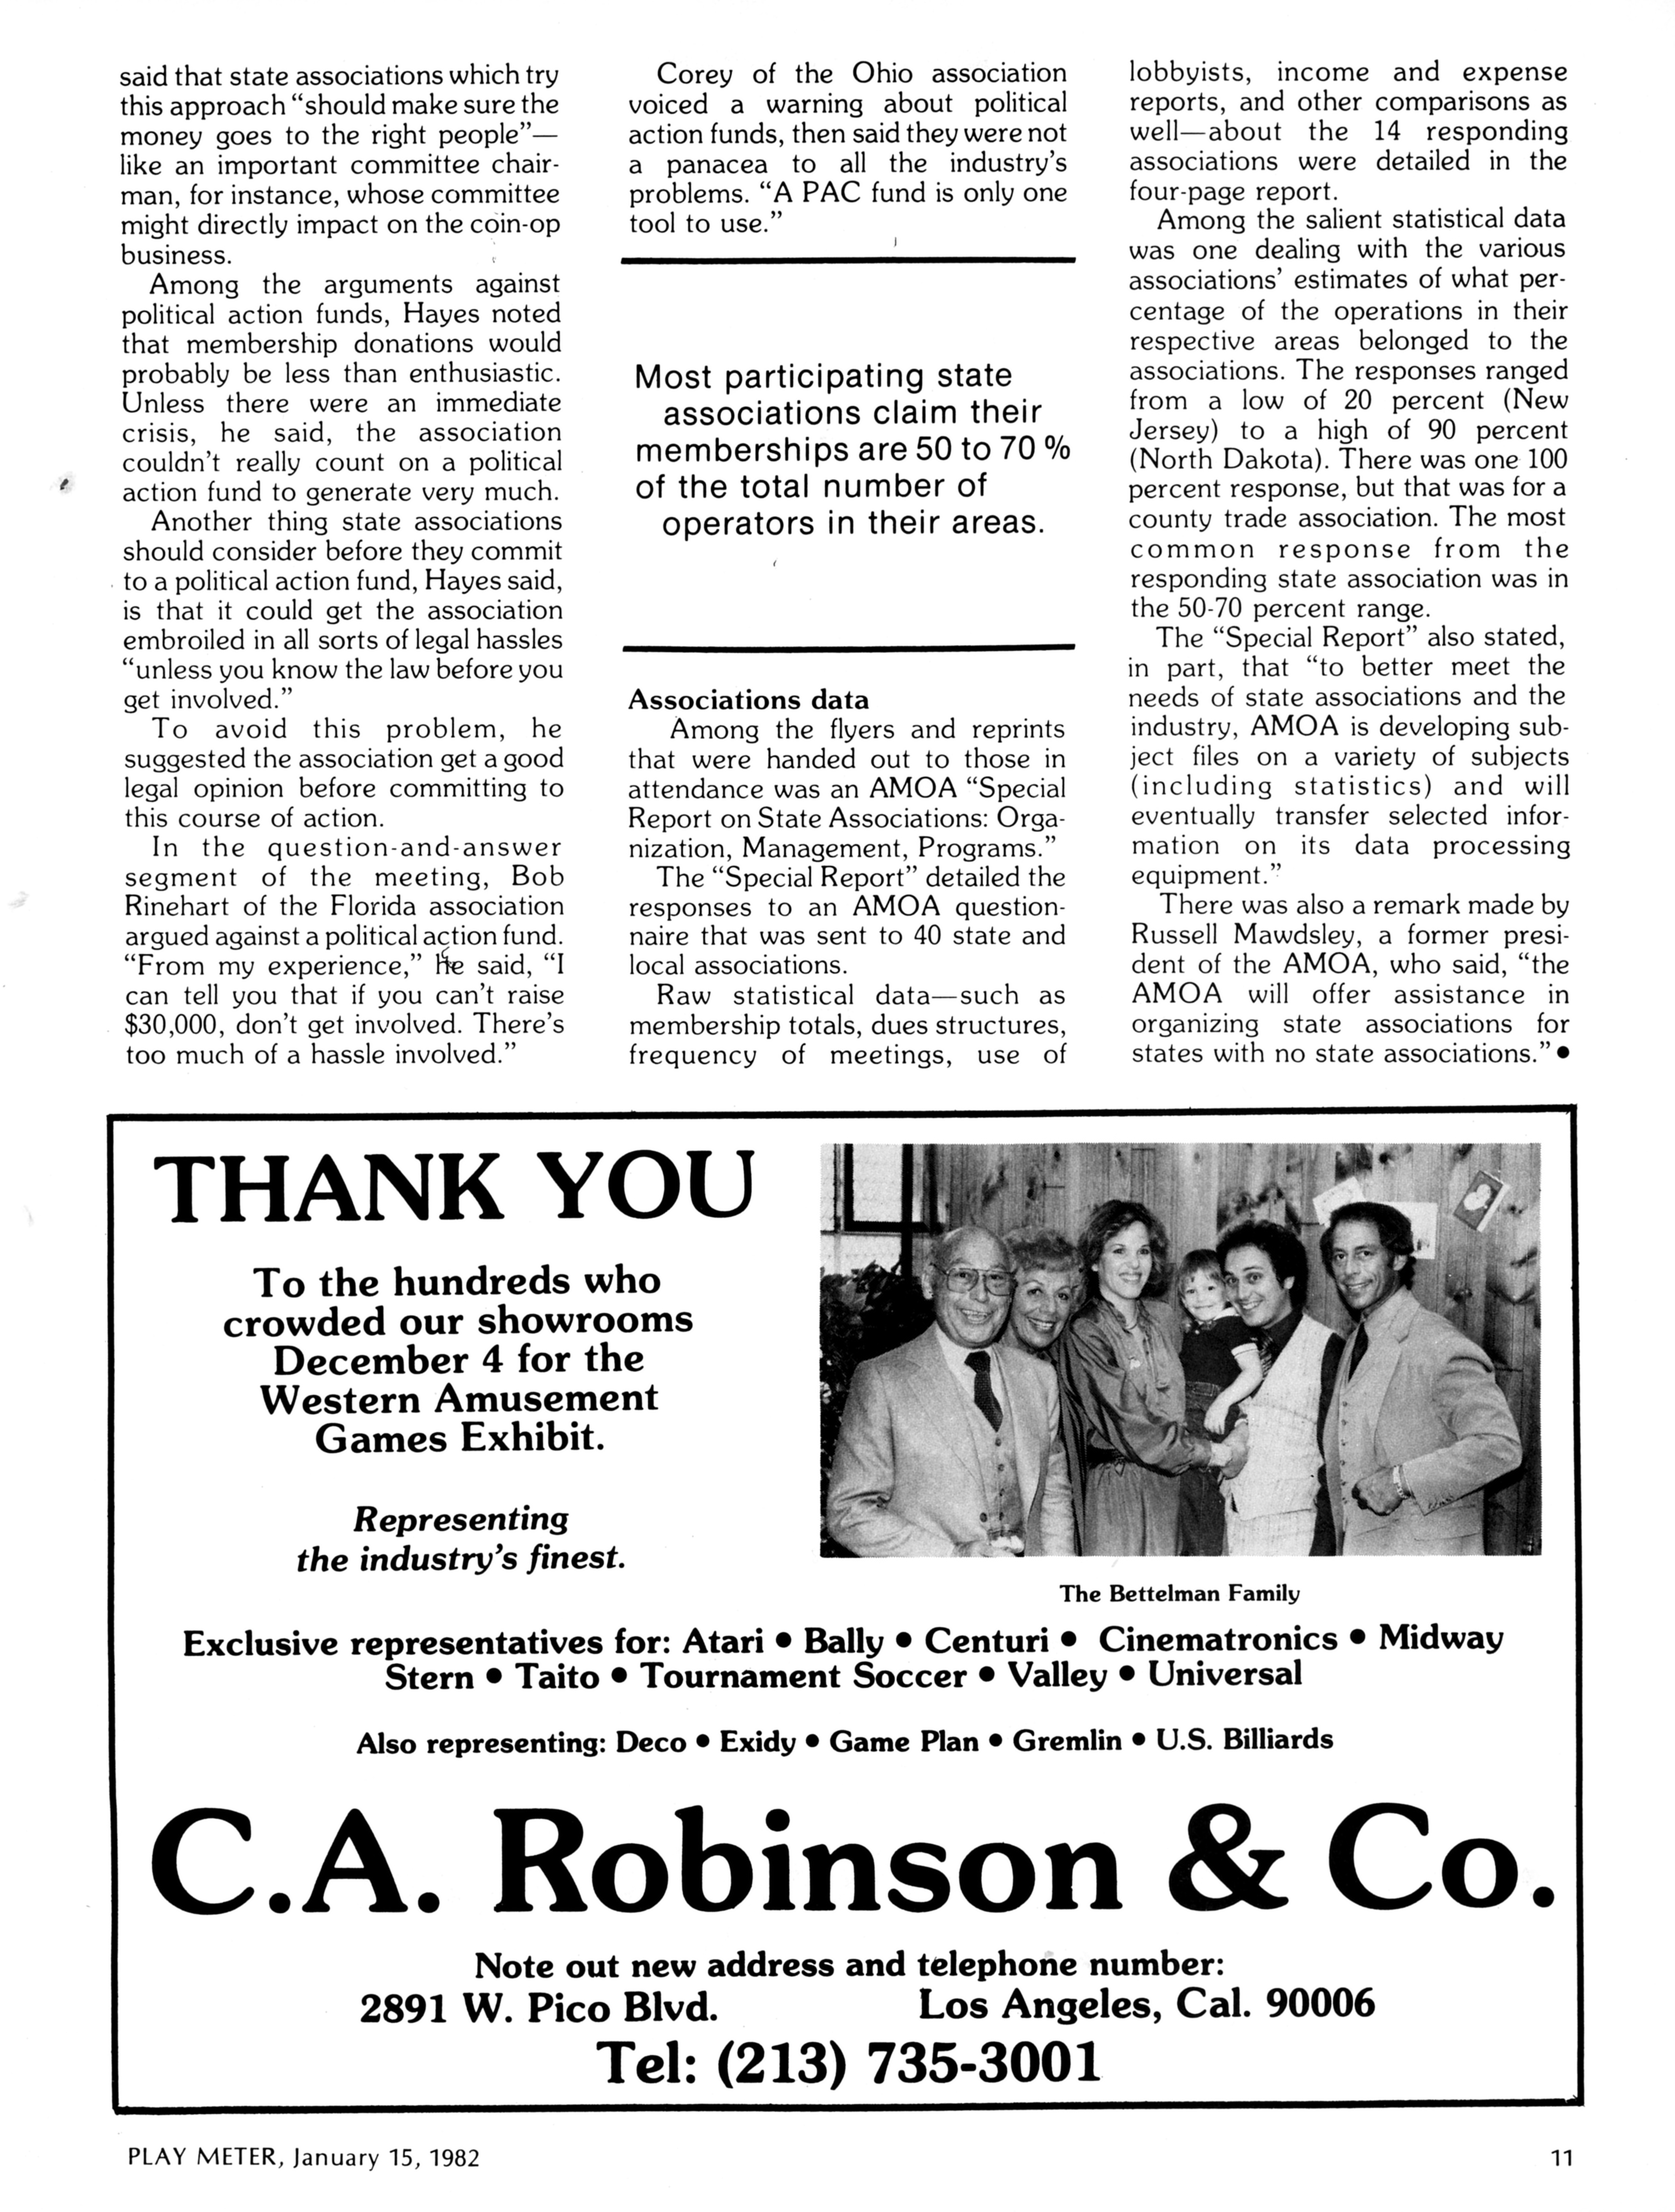 said that state associations which try
this approach “should make sure the
money goes to the right people”—
like an important committee chair-
man, for instance, whose committee
might directly impact on the coin-op
business.
Among the arguments against
political action funds, Hayes noted
that membership donations would
probably be less than enthusiastic.
Unless there were an immediate
crisis, he said, the association
couldn’t really count on a political
action fund to generate very much.
Another thing state associations
should consider before they commit
to a political action fund, Hayes said,
is that it could get the association
embroiled in all sorts of legal hassles
“unless you know the law before you
get involved.”
To avoid this problem, he
suggested the association get a good
legal opinion before committing to
this course of action.
In the question-and-answer
segment of the meeting, Bob
Rinehart of the Florida association
argued against a political action fund.
“From my experience,” he said, “I
can tell you that if you can’t raise
$30,000, don’t get involved. There’s
too much of a hassle involved.”
Corey of the Ohio association
voiced a warning about political
action funds, then said they were not
a panacea to all the industry’s
problems. “A PAC fund is only one
tool to use.”
Most participating state
associations claim their
memberships are 50 to 70 %
of the total number of
operators in their areas.
Associations data
Among the flyers and reprints
that were handed out to those in
attendance was an AMOA “Special
Report on State Associations: Orga-
nization, Management, Programs.”
The “Special Report” detailed the
responses to an AMOA question-
naire that was sent to 40 state and
local associations.
Raw statistical data—such as
membership totals, dues structures,
frequency of meetings, use of
lobbyists, income and expense
reports, and other comparisons as
well—about the 14 responding
associations were detailed in the
four-page report.
Among the salient statistical data
was one dealing with the various
associations’ estimates of what per-
centage of the operations in their
respective areas belonged to the
associations. The responses ranged
from a low of 20 percent (New
Jersey) to a high of 90 percent
(North Dakota). There was one 100
percent response, but that was for a
county trade association. The most
common response from the
responding state association was in
the 50-70 percent range.
The “Special Report” also stated,
in part, that “to better meet the
needs of state associations and the
industry, AMOA is developing sub-
ject files on a variety of subjects
(including statistics) and will
eventually transfer selected infor-
mation on its data processing
equipment.”
There was also a remark made by
Russell Mawdsley, a former presi-
dent of the AMOA, who said, “the
AMOA will offer assistance in
organizing state associations for
states with no state associations.” ●
THANK YOU
To the hundreds who
crowded our showrooms
December 4 for the
Western Amusement
Games Exhibit.
Representing
the industry’s finest.
The Bettelman Family
Exclusive representatives for: Atari ● Bally ● Centuri ● Cinematronics ● Midway
Stern ● Taito ● Tournament Soccer ● Valley ● Universal
Also representing: Deco ● Exidy ● Game Plan ● Gremlin ● U.S. Billiards
C.A. Robinson & Co.
Note out new address and telephone number:
2891 W. Pico Blvd. Los Angeles, Cal. 90006
Tel: (213) 735-3001
PLAY METER, January 15, 1982 11